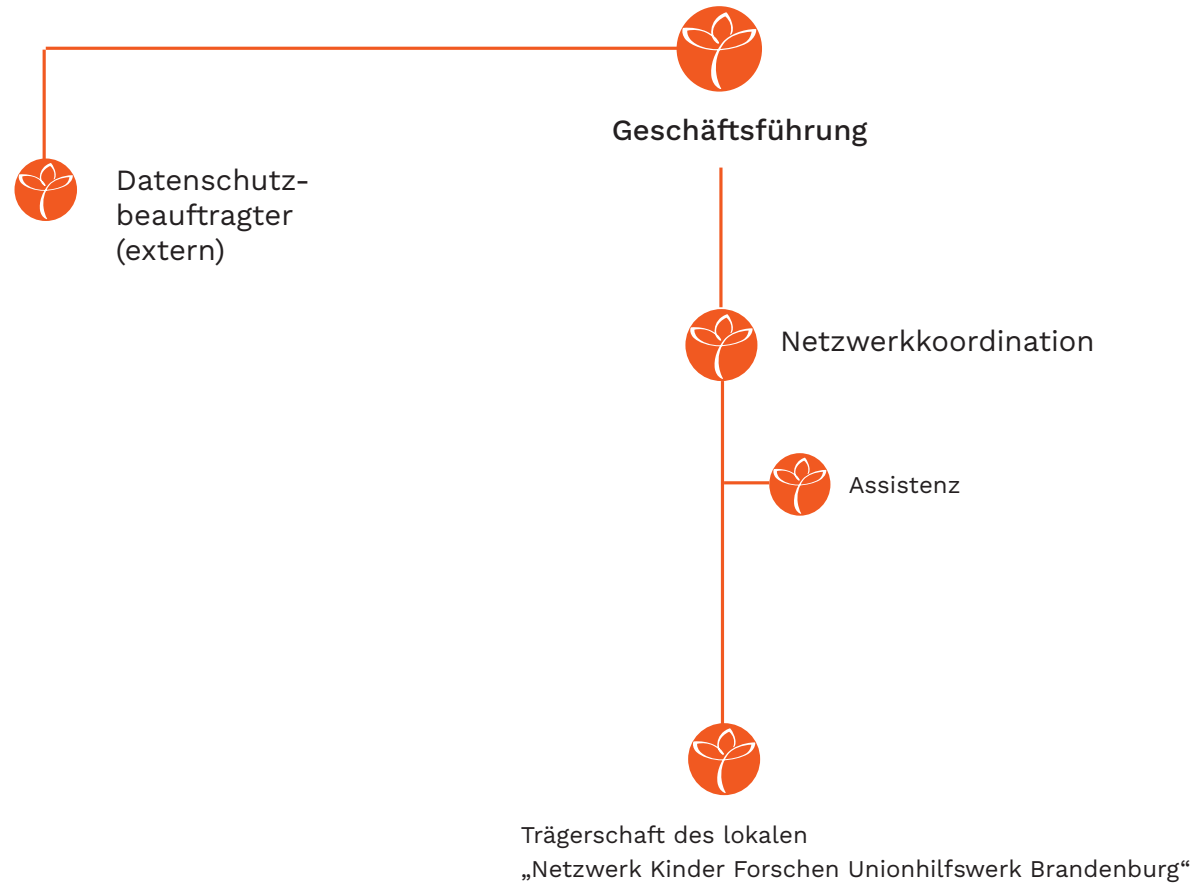 Geschäftsführung
Datenschutz-
beauftragter
(extern)
Netzwerkkoordination
Assistenz
Trägerschaft des lokalen
„Netzwerk Kinder Forschen Unionhilfswerk Brandenburg“